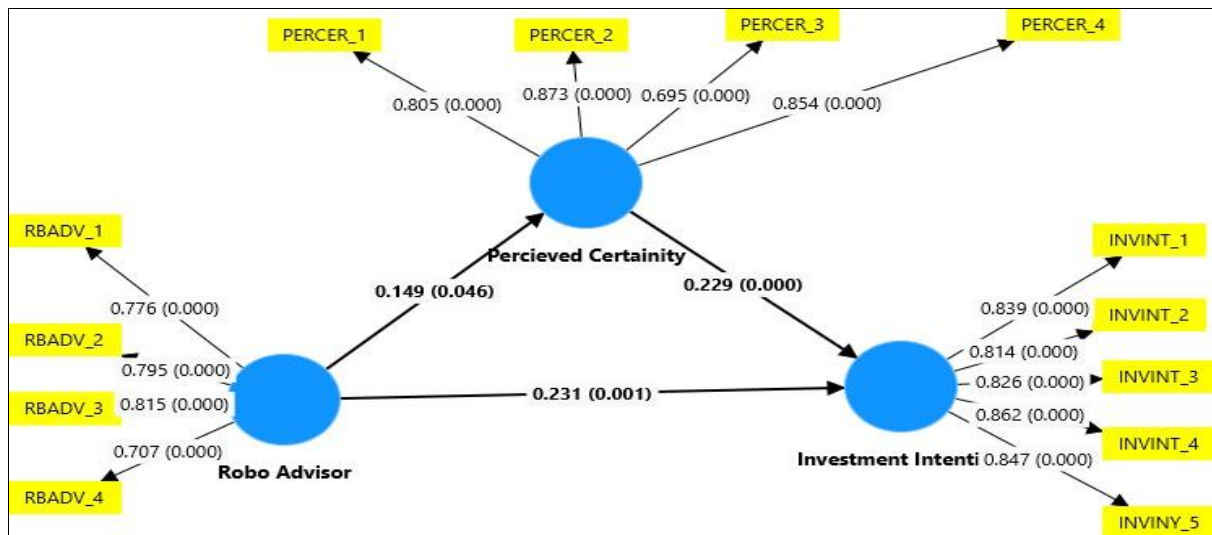 PERCER_1
PERCER_2
PERCER_3
PERCER_4
0.805 (0.000)
0.873 (0.000)
0.695 (0.000)
0.854 (0.000)
RBADV_1
RBADV_2
RBADV_3
RBADV_4
0.776 (0.000)
0.795 (0.000)
0.815 (0.000)
0.707 (0.000)
Percieved Certainity
0.149 (0.046)
0.229 (0.000)
0.231 (0.001)
Robo Advisor
Investment Intenti
INVINT_1
INVINT_2
INVINT_3
INVINT_4
INVINY_5
0.839 (0.000)
0.814 (0.000)
0.826 (0.000)
0.862 (0.000)
0.847 (0.000)